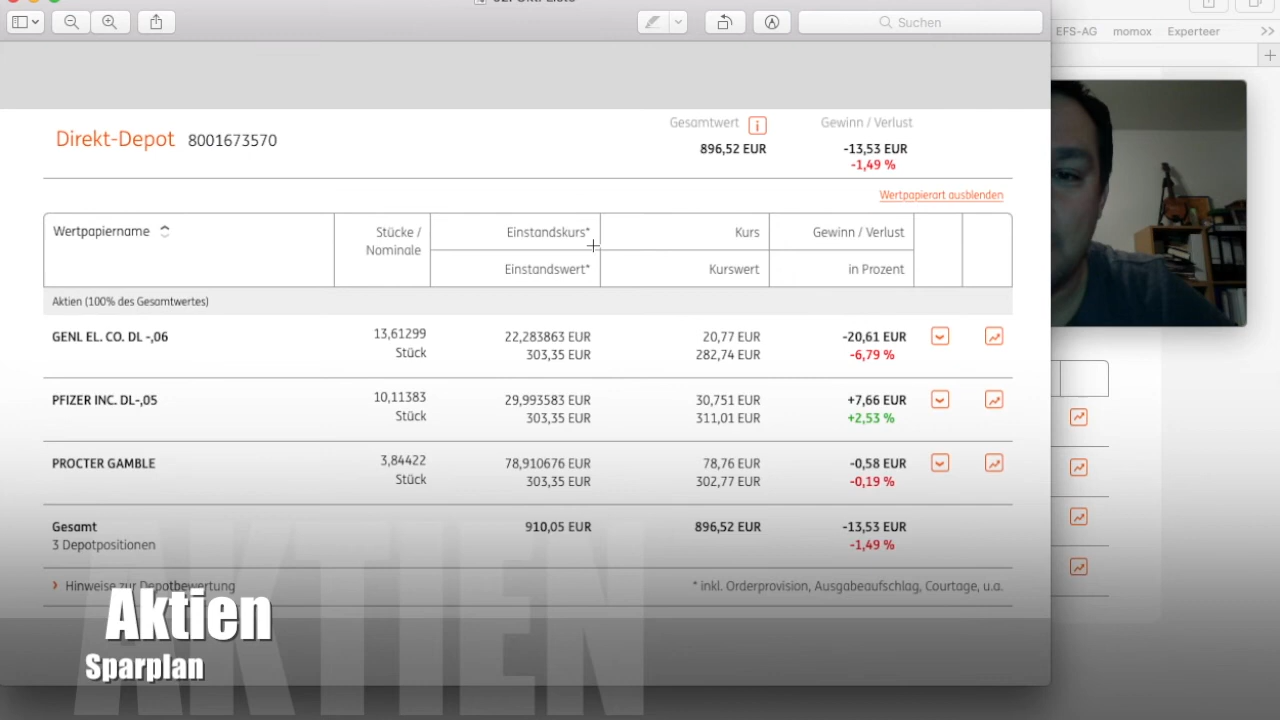 Suchen
EFS-AG momox Experteer
Direkt-Depot 8001673570
Gesamtwert i Gewinn / Verlust
896,52 EUR -13,53 EUR
-1,49 %
Wertpapierart ausblenden
Wertpapiername Stücke / Nominale Einstandskurs* Kurs Gewinn / Verlust
Einstandswert* Kurswert in Prozent
Aktien (100% des Gesamtwertes)
GENL EL. CO. DL -,06 13,61299 22,283863 EUR 20,77 EUR -20,61 EUR
Stück 303,35 EUR 282,74 EUR -6,79 %
PFIZER INC. DL-,05 10,11383 29,993583 EUR 30,751 EUR +7,66 EUR
Stück 303,35 EUR 311,01 EUR +2,53 %
PROCTER GAMBLE 3,84422 78,910676 EUR 78,76 EUR -0,58 EUR
Stück 303,35 EUR 302,77 EUR -0,19 %
Gesamt 910,05 EUR 896,52 EUR -13,53 EUR
3 Depotpositionen -1,49 %
Hinweise zur Depotbewertung * inkl. Orderprovision, Ausgabeaufschlag, Courtage, u.a.
AKTIEN
Aktien
Sparplan